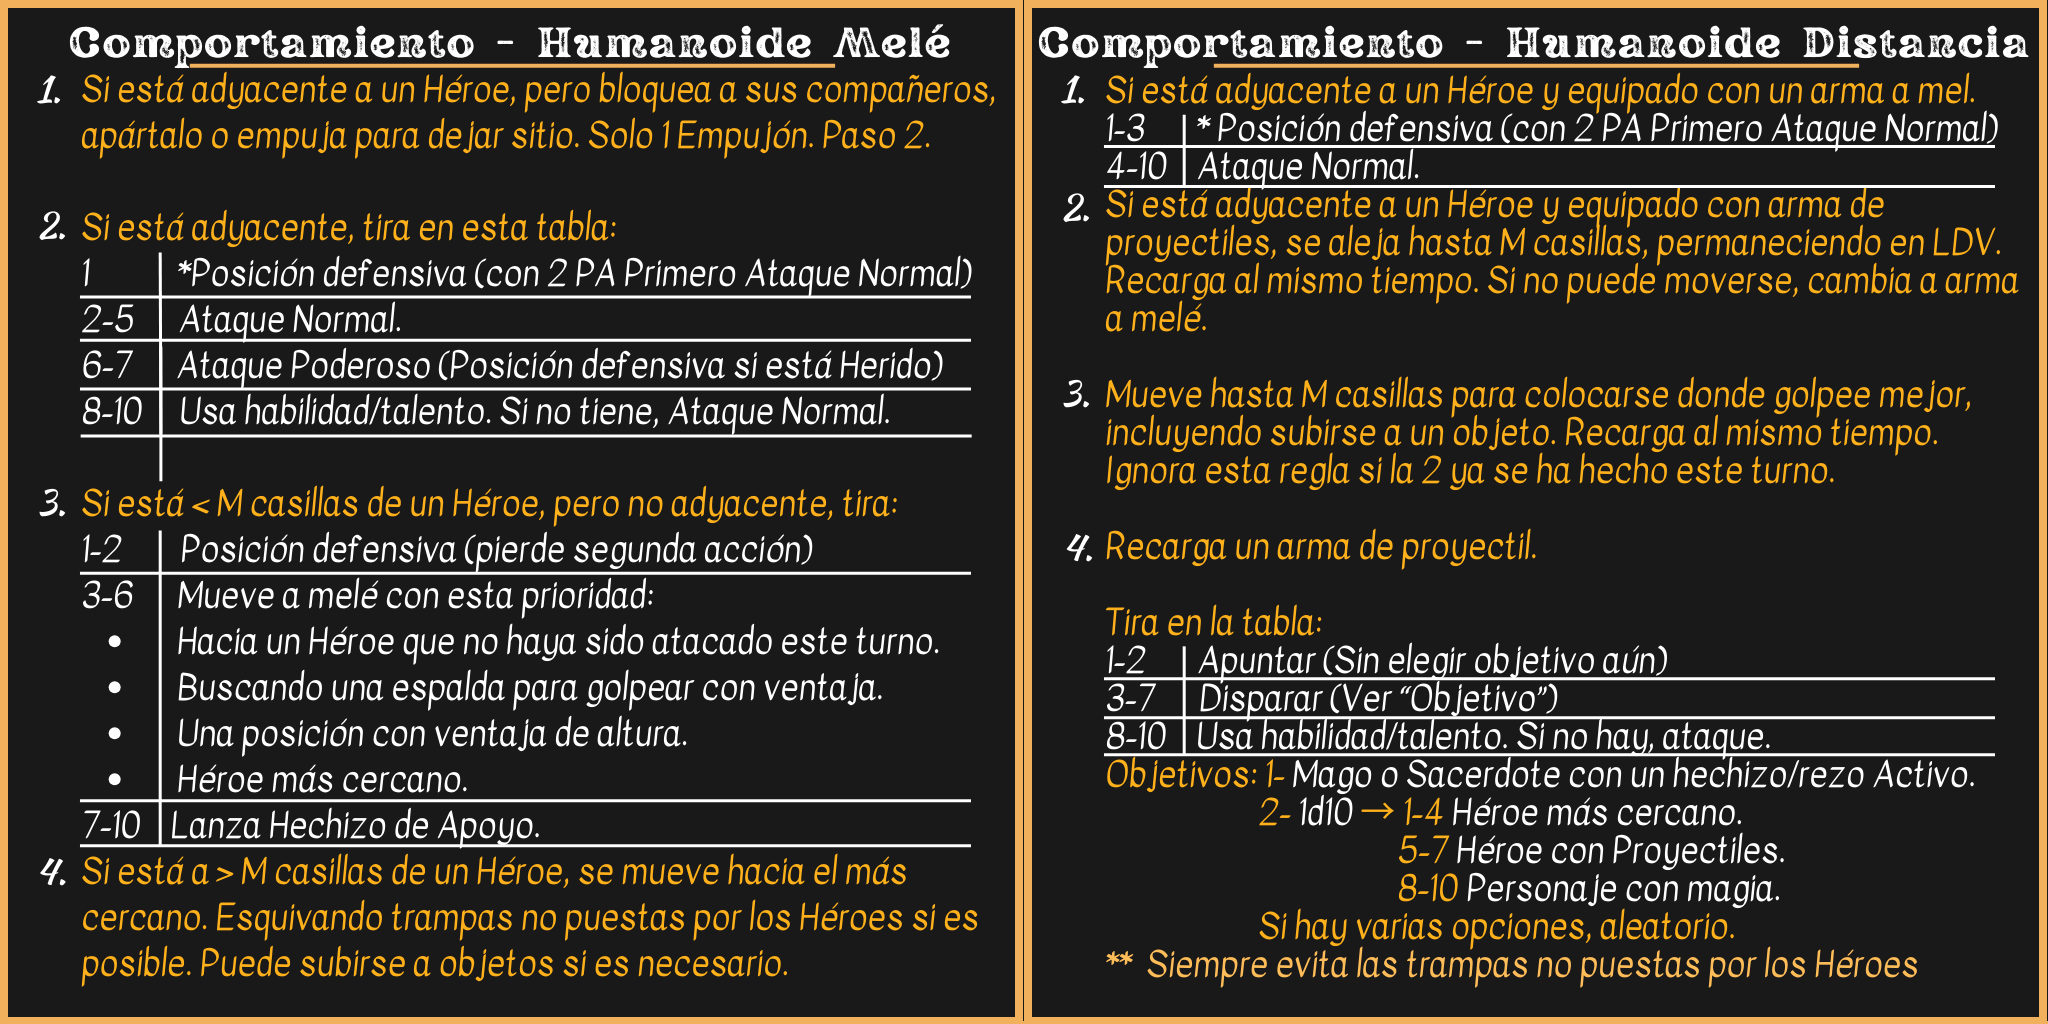 Comportamiento - Humanoide Melé
1. Si está adyacente a un Héroe, pero bloquea a sus compañeros,
apártalo o empuja para dejar sitio. Solo 1 Empujón. Paso 2.
2. Si está adyacente, tira en esta tabla:
1 *Posición defensiva (con 2 PA Primero Ataque Normal)
2-5 Ataque Normal.
6-7 Ataque Poderoso (Posición defensiva si está Herido)
8-10 Usa habilidad/talento. Si no tiene, Ataque Normal.
3. Si está < M casillas de un Héroe, pero no adyacente, tira:
1-2 Posición defensiva (pierde segunda acción)
3-6 Mueve a melé con esta prioridad:
• Hacia un Héroe que no haya sido atacado este turno.
• Buscando una espalda para golpear con ventaja.
• Una posición con ventaja de altura.
• Héroe más cercano.
7-10 Lanza Hechizo de Apoyo.
4. Si está a > M casillas de un Héroe, se mueve hacia el más
cercano. Esquivando trampas no puestas por los Héroes si es
posible. Puede subirse a objetos si es necesario.
Comportamiento - Humanoide Distancia
1. Si está adyacente a un Héroe y equipado con un arma a mel.
1-3 * Posición defensiva (con 2 PA Primero Ataque Normal)
4-10 Ataque Normal.
2. Si está adyacente a un Héroe y equipado con arma de
proyectiles, se aleja hasta M casillas, permaneciendo en LDV.
Recarga al mismo tiempo. Si no puede moverse, cambia a arma
a melé.
3. Mueve hasta M casillas para colocarse donde golpee mejor,
incluyendo subirse a un objeto. Recarga al mismo tiempo.
Ignora esta regla si la 2 ya se ha hecho este turno.
4. Recarga un arma de proyectil.
Tira en la tabla:
1-2 Apuntar (Sin elegir objetivo aún)
3-7 Disparar (Ver “Objetivo”)
8-10 Usa habilidad/talento. Si no hay, ataque.
Objetivos: 1- Mago o Sacerdote con un hechizo/rezo Activo.
2- 1d10 → 1-4 Héroe más cercano.
5-7 Héroe con Proyectiles.
8-10 Personaje con magia.
Si hay varias opciones, aleatorio.
** Siempre evita las trampas no puestas por los Héroes